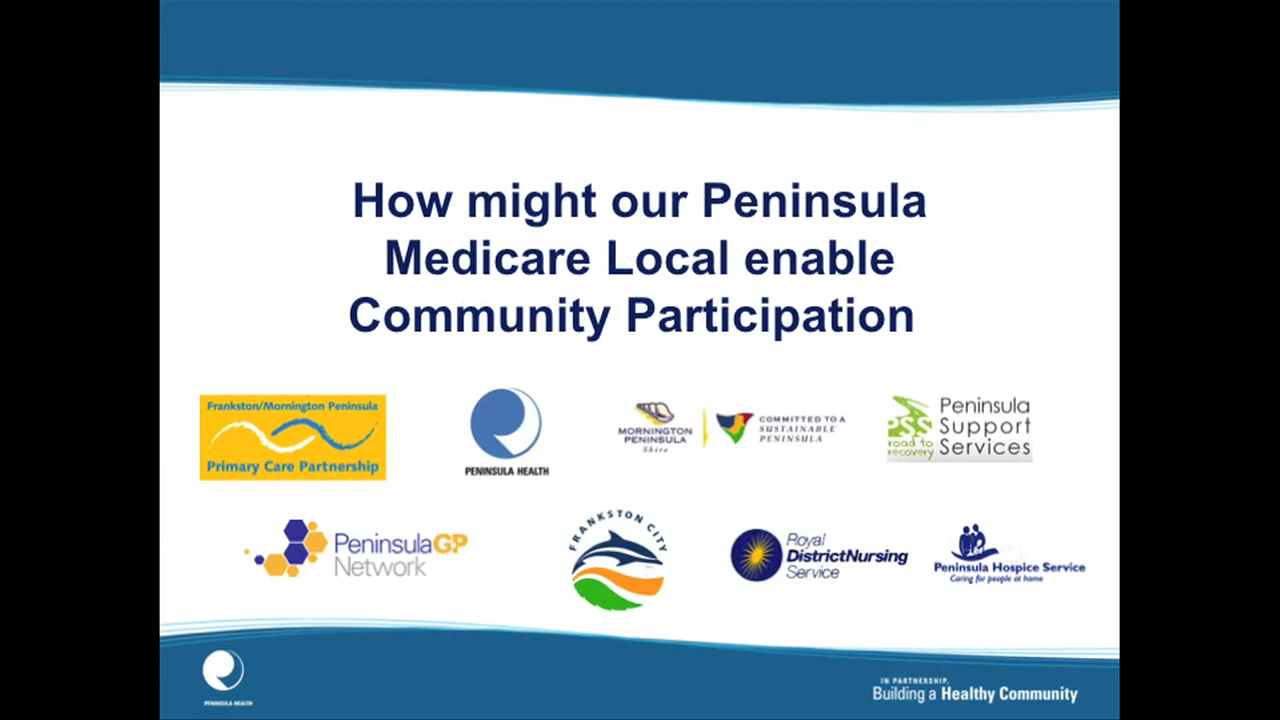 How might our Peninsula
Medicare Local enable
Community Participation
Frankston/Mornington Peninsula
Primary Care Partnership
PENINSULA HEALTH
MORNINGTON
PENINSULA
Shire
COMMITTED TO A
SUSTAINABLE
PENINSULA
PSS
road to
recovery
Peninsula
Support
Services
PeninsulaGP
Network
FRANKSTON CITY
Royal
DistrictNursing
Service
Peninsula Hospice Service
Caring for people at home
PENINSULA HEALTH
IN PARTNERSHIP,
Building a Healthy Community